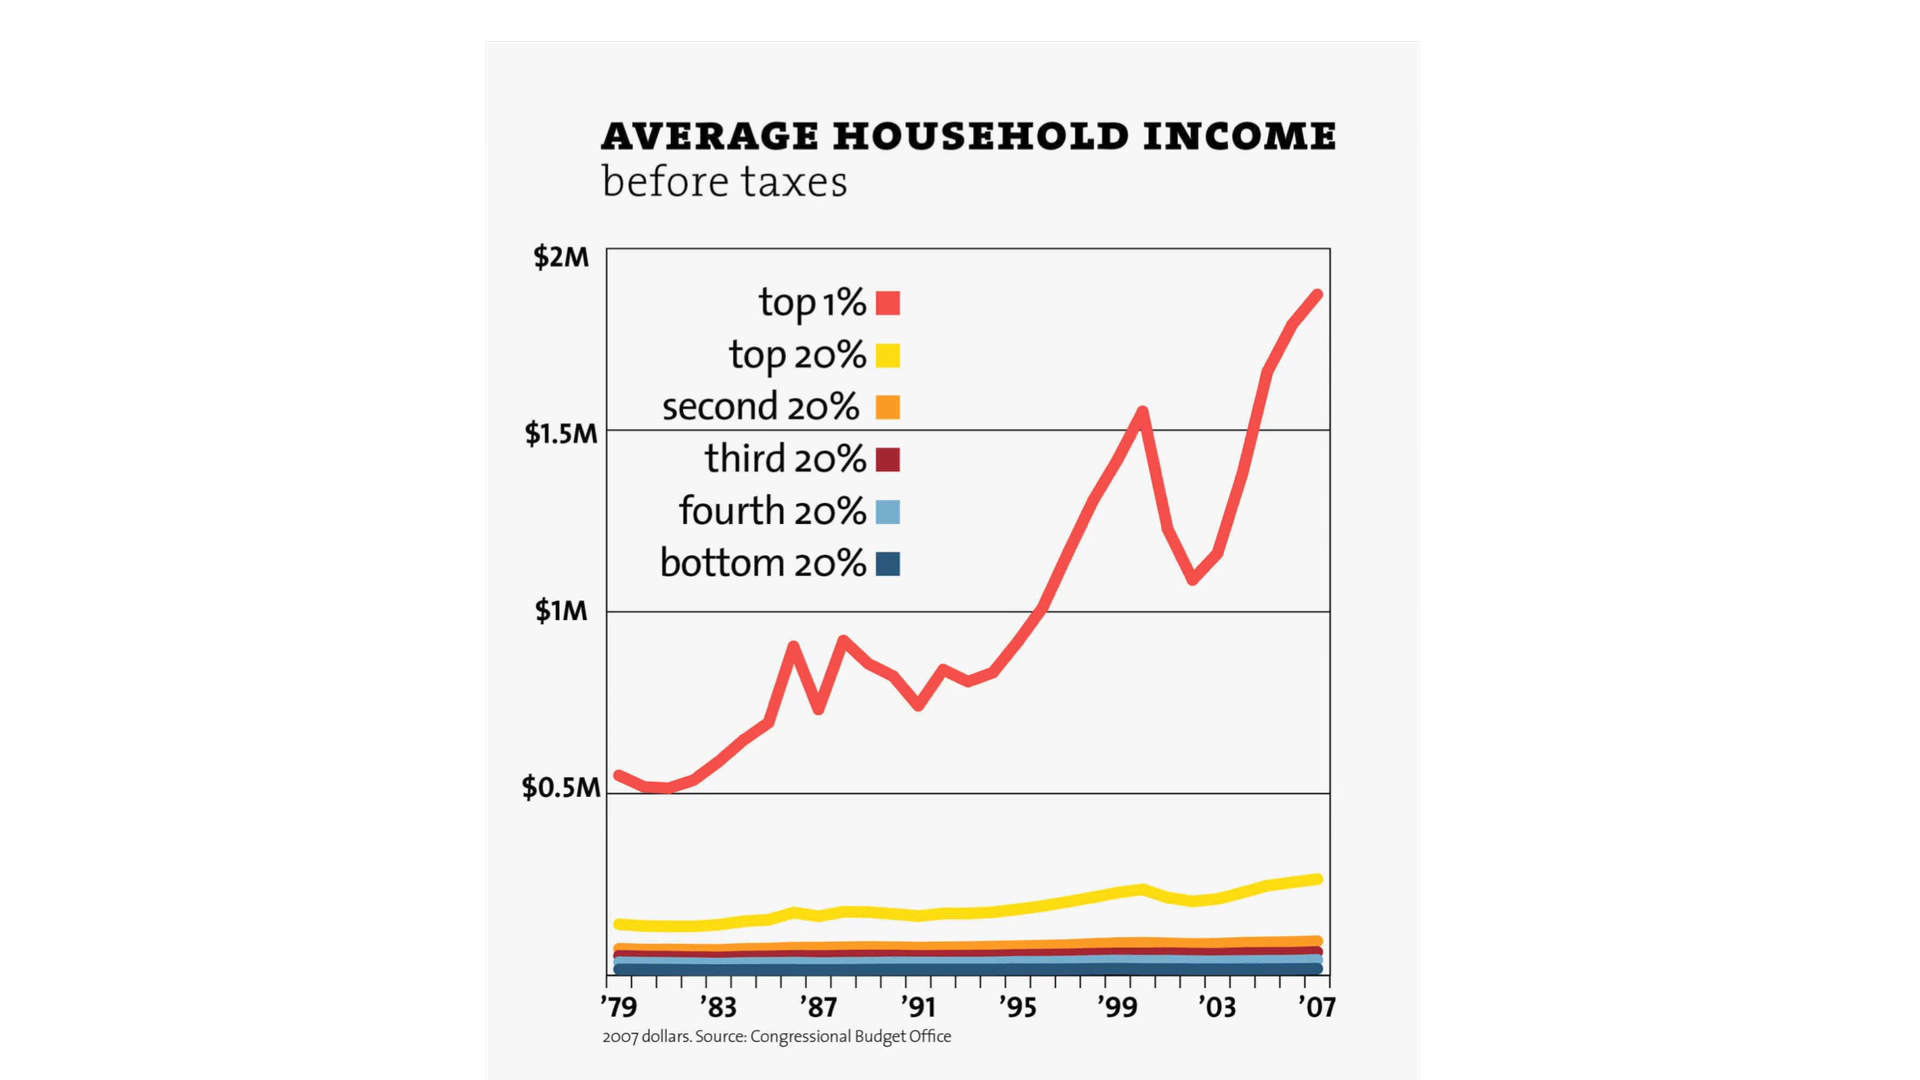 AVERAGE HOUSEHOLD INCOME
before taxes
$2M
top 1%
top 20%
second 20%
$1.5M
third 20%
fourth 20%
bottom 20%
$1M
$0.5M
’79 ’83 ’87 ’91 ’95 ’99 ’03 ’07
2007 dollars. Source: Congressional Budget Office